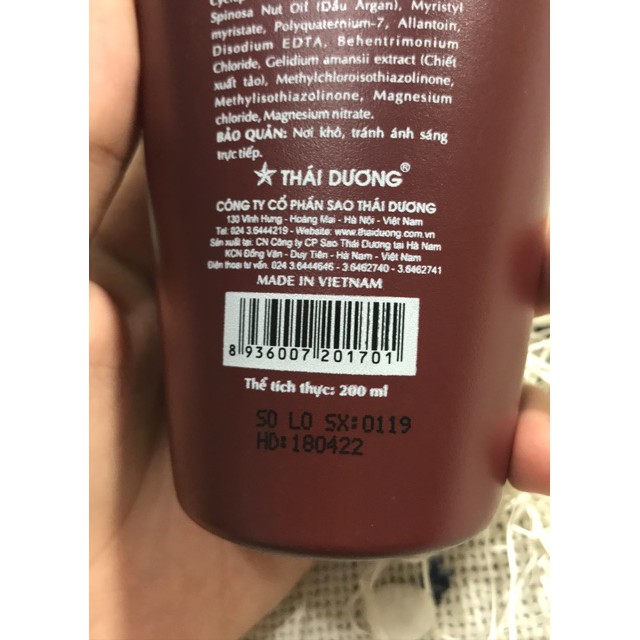 Spinosa Nut Oil (Dầu Argan), Myristyl
myristate, Polyquaternium-7, Allantoin,
Disodium EDTA, Behentrimonium
Chloride, Gelidium amansii extract (Chiết
xuất tảo), Methylchloroisothiazolinone,
Methylisothiazolinone, Magnesium
chloride, Magnesium nitrate.
BẢO QUẢN: Nơi khô, tránh ánh sáng
trực tiếp.
THÁI DƯƠNG®
CÔNG TY CỔ PHẦN SAO THÁI DƯƠNG
130 Vĩnh Hưng - Hoàng Mai - Hà Nội - Việt Nam
Tel: 024 3.6444219 - Website: www.thaiduong.com.vn
Sản xuất tại: CN Công ty CP Sao Thái Dương tại Hà Nam
KCN Đồng Văn - Duy Tiên - Hà Nam - Việt Nam
Điện thoại tư vấn: 024 3.6444646 - 3.6462740 - 3.6462741
MADE IN VIETNAM
8 936007 201701
Thể tích thực: 200 ml
SO LO SX:0119
HD:180422